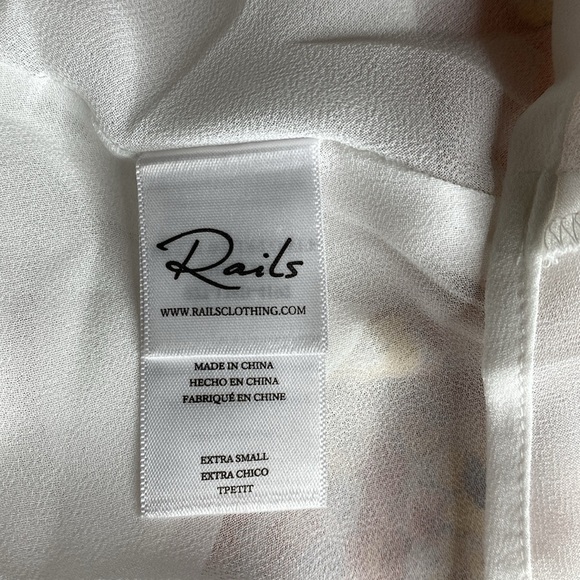 Rails
WWW.RAILSCLOTHING.COM
MADE IN CHINA
HECHO EN CHINA
FABRIQUÉ EN CHINE
EXTRA SMALL
EXTRA CHICO
TPETIT